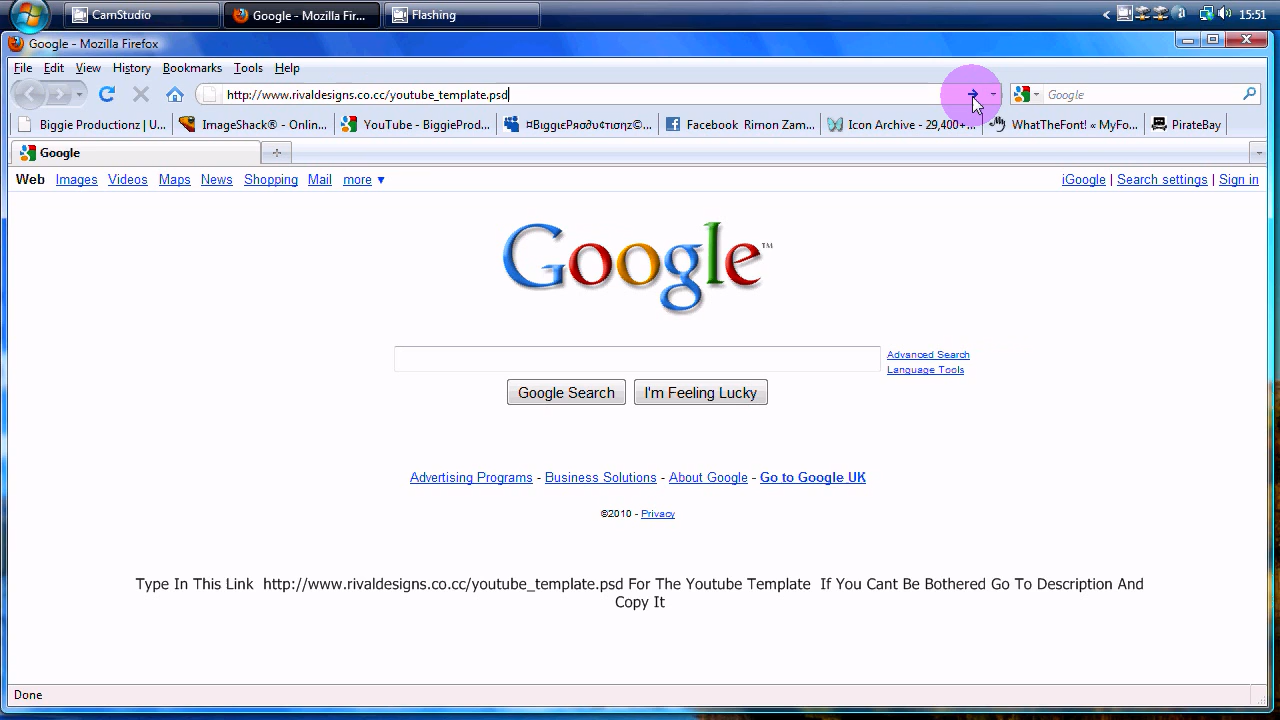 CamStudio
Google - Mozilla Fir...
Flashing
15:51
Google - Mozilla Firefox
File Edit View History Bookmarks Tools Help
http://www.rivaldesigns.co.cc/youtube_template.psd
Google
Biggie Productionz | U...
ImageShack® - Onlin...
YouTube - BiggieProd...
Facebook Rimon Zam...
Icon Archive - 29,400+...
WhatTheFont! « MyFo...
PirateBay
Google
Web Images Videos Maps News Shopping Mail more ▼
iGoogle | Search settings | Sign in
Google™
Advanced Search
Language Tools
Google Search
I'm Feeling Lucky
Advertising Programs - Business Solutions - About Google - Go to Google UK
©2010 - Privacy
Type In This Link http://www.rivaldesigns.co.cc/youtube_template.psd For The Youtube Template If You Cant Be Bothered Go To Description And
Copy It
Done